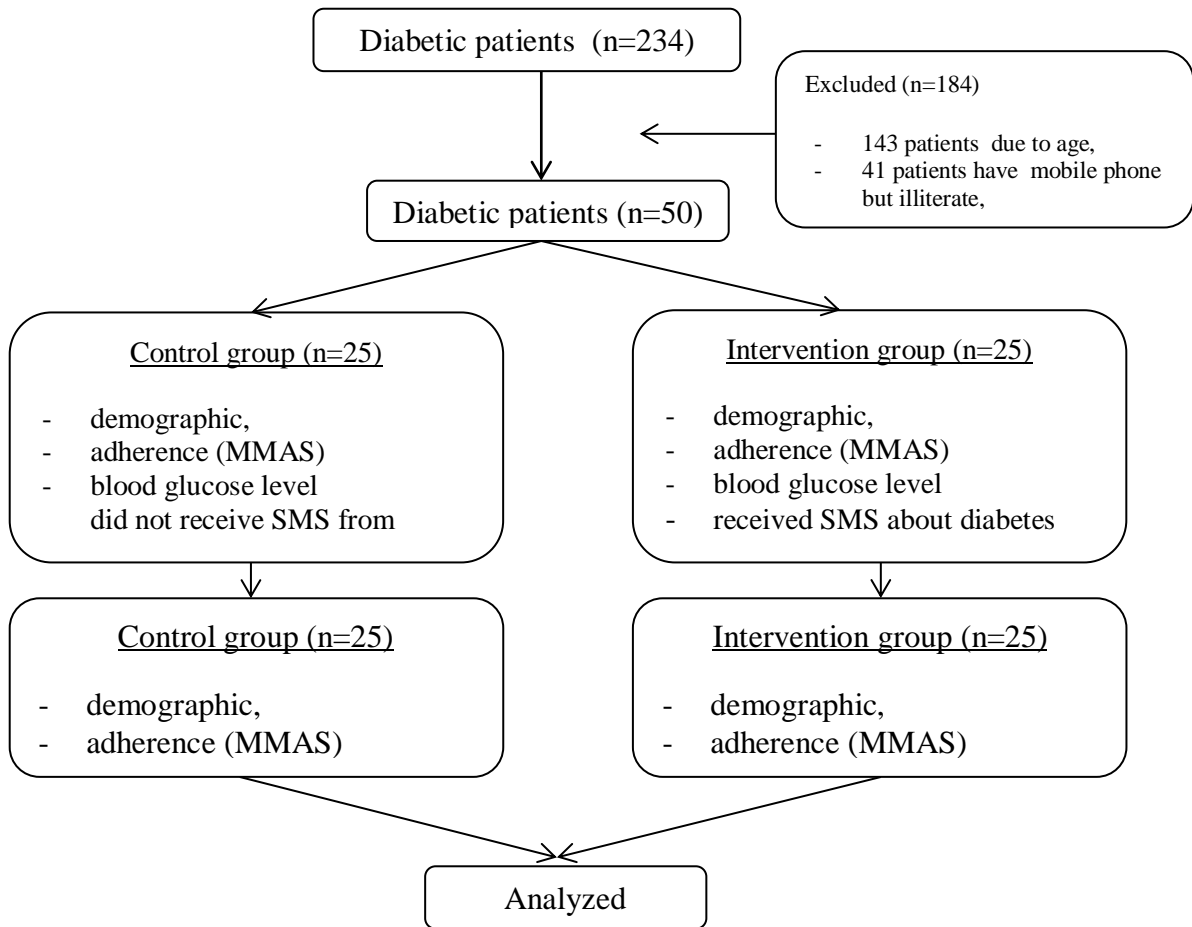 Diabetic patients (n=234)
Excluded (n=184)
- 143 patients due to age,
- 41 patients have mobile phone
but illiterate,
Diabetic patients (n=50)
Control group (n=25)
- demographic,
- adherence (MMAS)
- blood glucose level
did not receive SMS from
Intervention group (n=25)
- demographic,
- adherence (MMAS)
- blood glucose level
- received SMS about diabetes
Control group (n=25)
- demographic,
- adherence (MMAS)
Intervention group (n=25)
- demographic,
- adherence (MMAS)
Analyzed